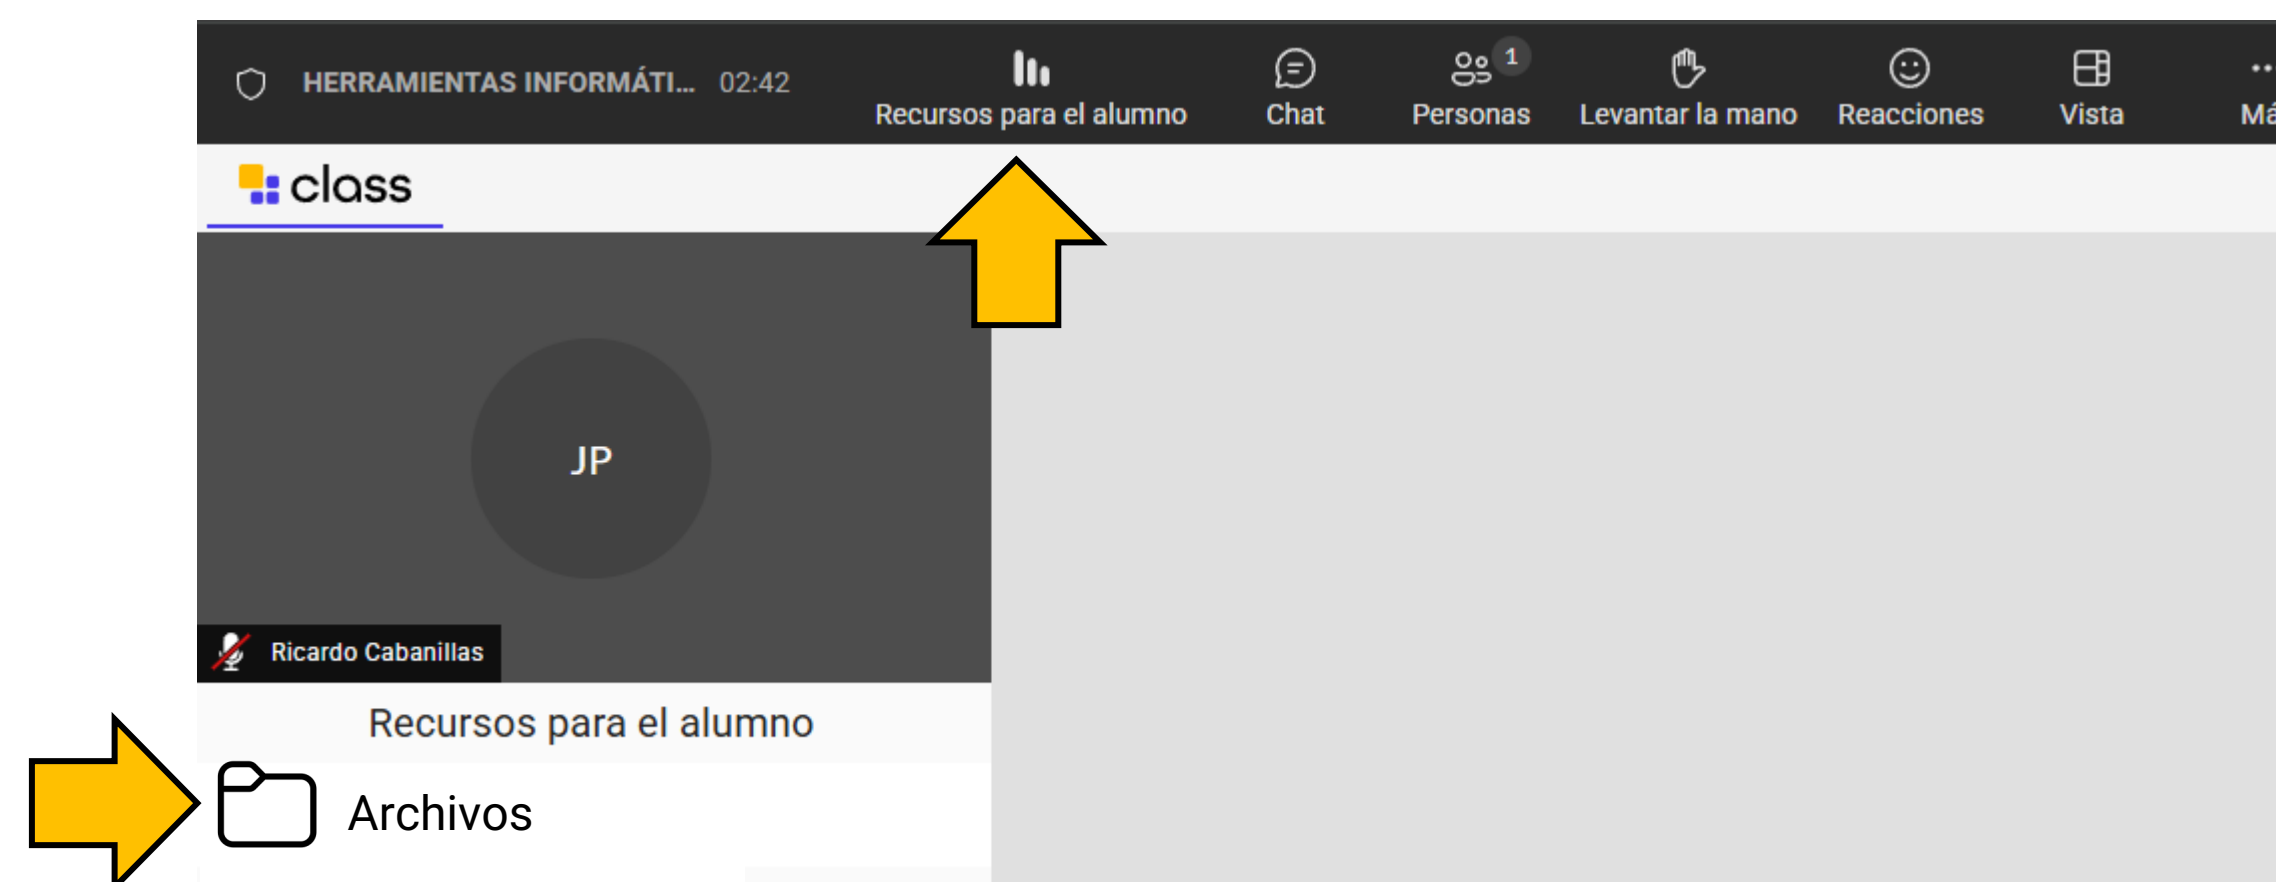 HERRAMIENTAS INFORMÁTI... 02:42
Recursos para el alumno
Chat
1
Personas
Levantar la mano
Reacciones
Vista
Má
class
JP
Ricardo Cabanillas
Recursos para el alumno
Archivos